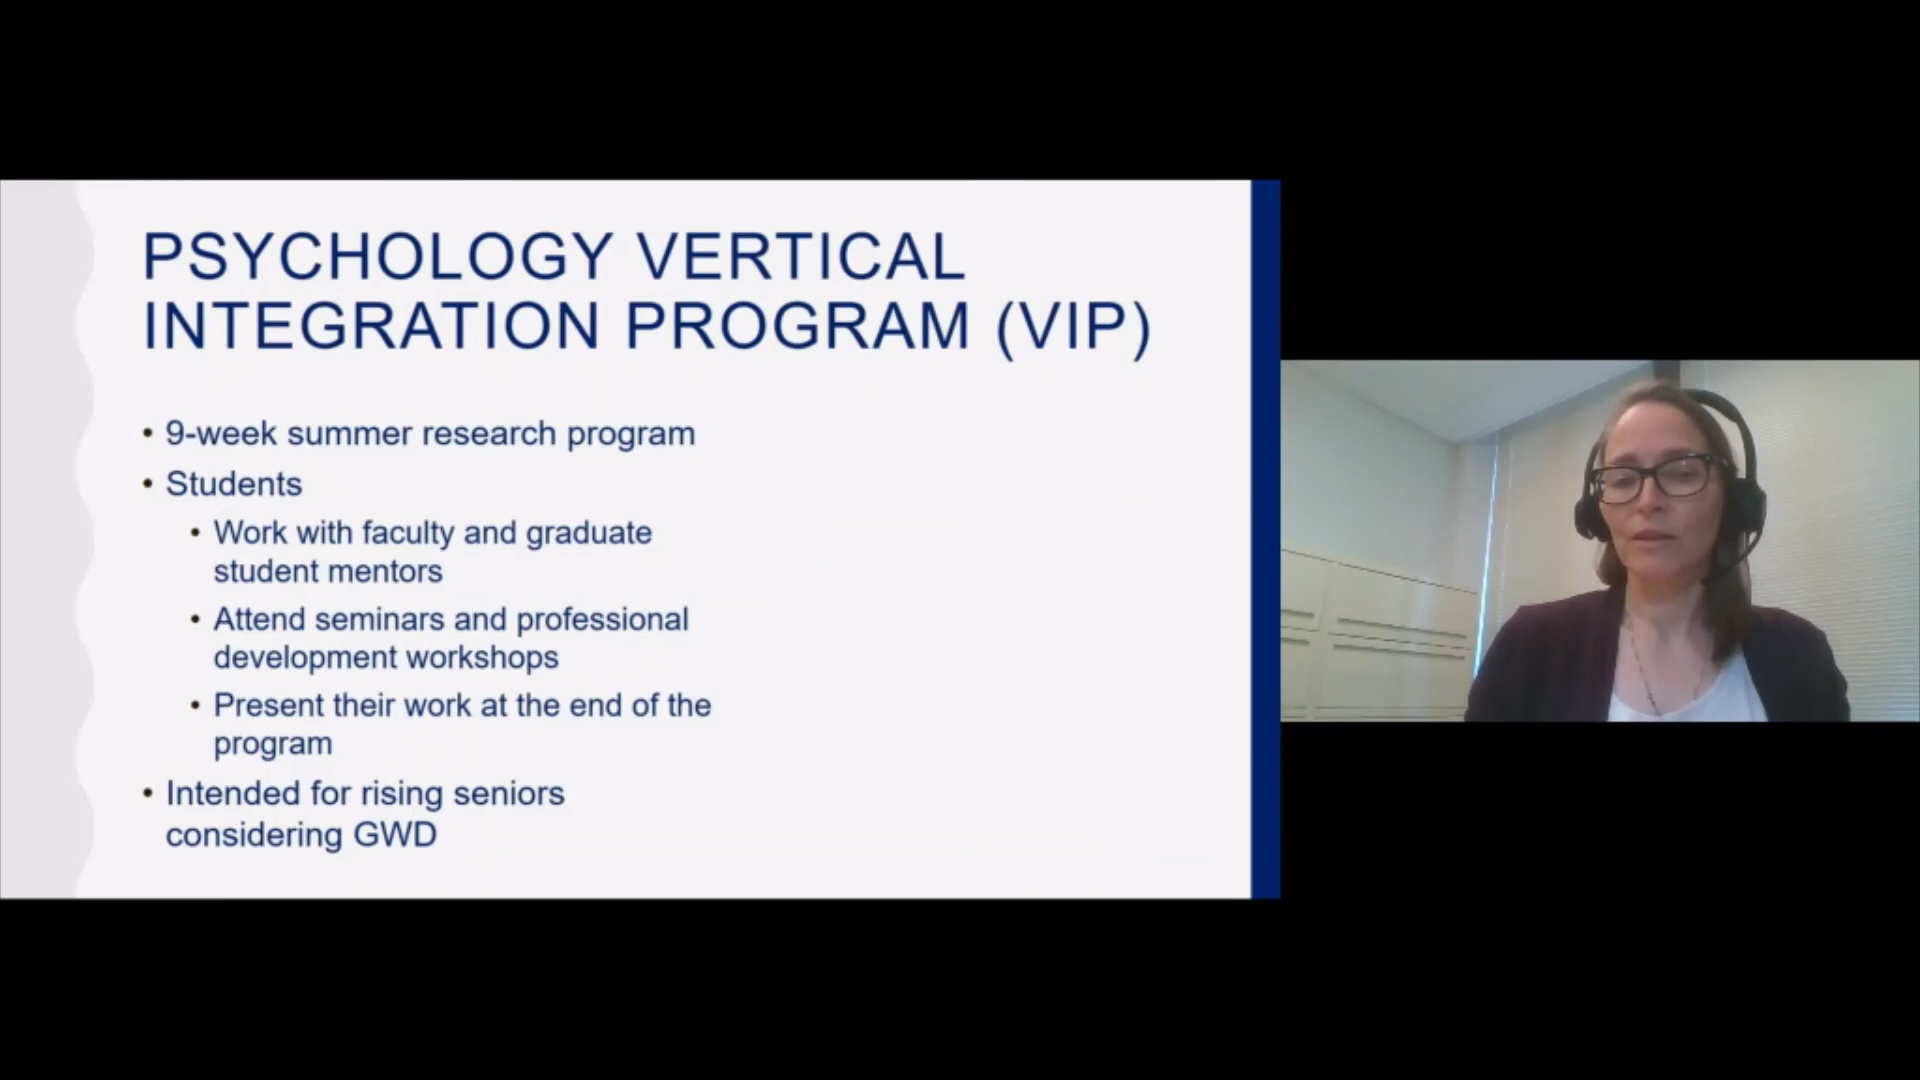 PSYCHOLOGY VERTICAL
INTEGRATION PROGRAM (VIP)
• 9-week summer research program
• Students
• Work with faculty and graduate
student mentors
• Attend seminars and professional
development workshops
• Present their work at the end of the
program
• Intended for rising seniors
considering GWD